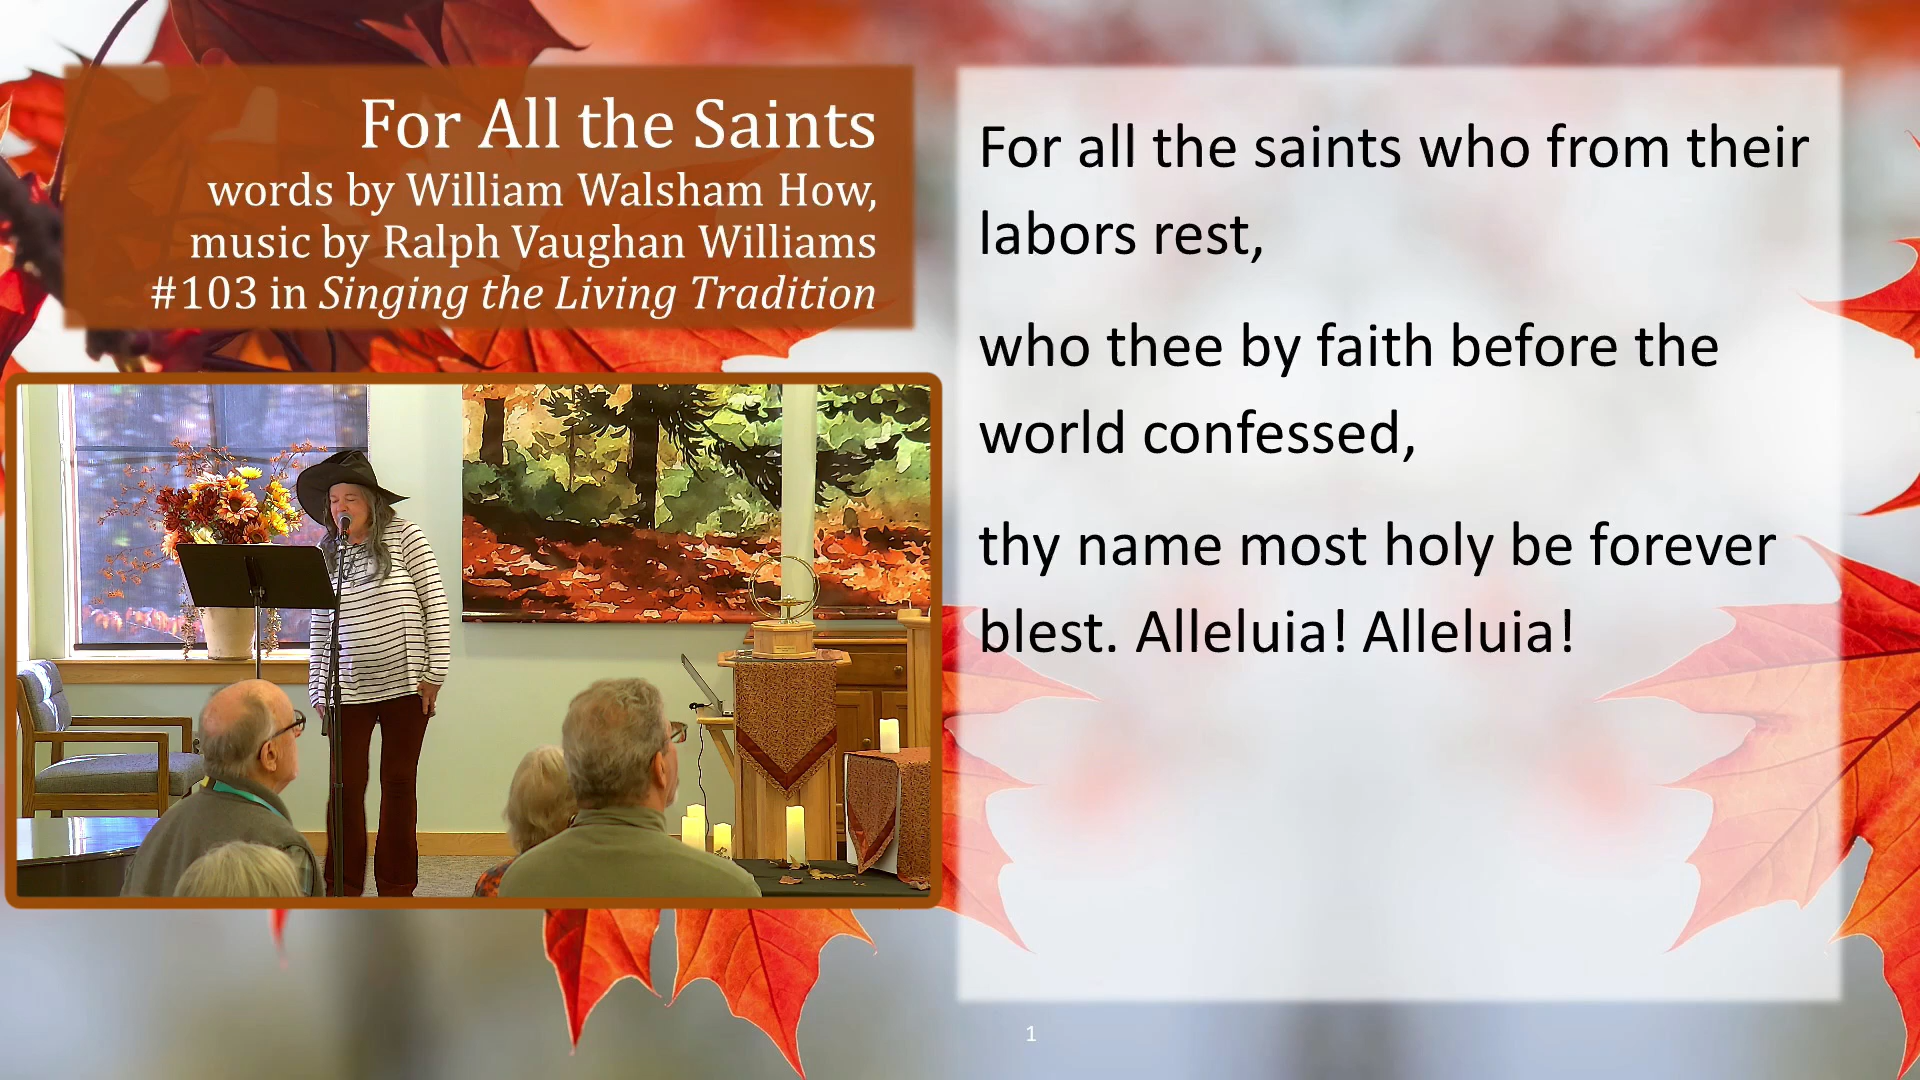 For All the Saints
words by William Walsham How,
music by Ralph Vaughan Williams
#103 in Singing the Living Tradition
For all the saints who from their
labors rest,
who thee by faith before the
world confessed,
thy name most holy be forever
blest. Alleluia! Alleluia!
1